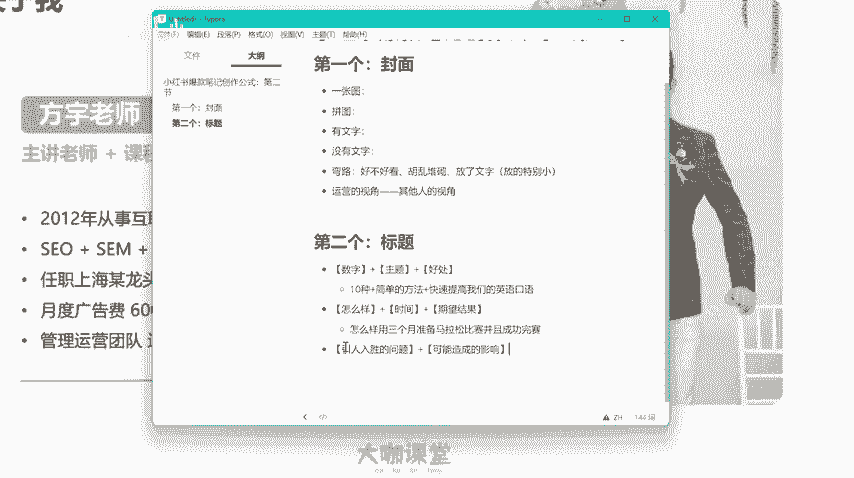 于我
方宇老师
主讲老师 + 课程
2012年从事互联
SEO + SEM +
任职上海某龙头
月度广告费 600
管理运营团队
编辑(E) 段落(P) 格式(O) 视图(V) 主题(T) 帮助(H)
文件 大纲
小红书爆款笔记创作公式：第二
节
第一个：封面
第二个：标题
第一个：封面
一张图：
拼图：
有文字：
没有文字：
弯路：好不好看、胡乱堆砌、放了文字（放的特别小）
运营的视角——其他人的视角
第二个：标题
【数字】+【主题】+【好处】
10种+简单的方法+快速提高我们的英语口语
【怎么样】+【时间】+【期望结果】
怎么样用三个月准备马拉松比赛并且成功完赛
【引人入胜的问题】+【可能造成的影响】
ZH 144 词
大咖课堂